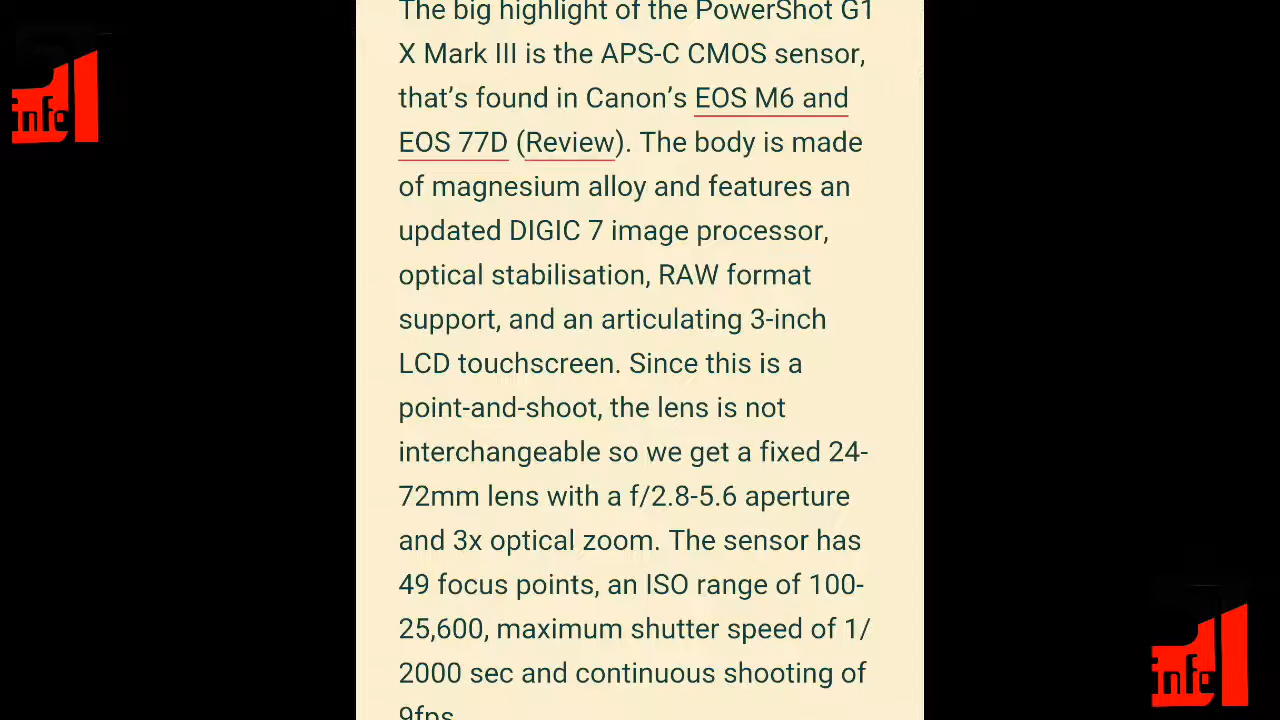 The big highlight of the PowerShot G1
X Mark III is the APS-C CMOS sensor,
that’s found in Canon’s EOS M6 and
EOS 77D (Review). The body is made
of magnesium alloy and features an
updated DIGIC 7 image processor,
optical stabilisation, RAW format
support, and an articulating 3-inch
LCD touchscreen. Since this is a
point-and-shoot, the lens is not
interchangeable so we get a fixed 24-
72mm lens with a f/2.8-5.6 aperture
and 3x optical zoom. The sensor has
49 focus points, an ISO range of 100-
25,600, maximum shutter speed of 1/
2000 sec and continuous shooting of
9fps
info
info